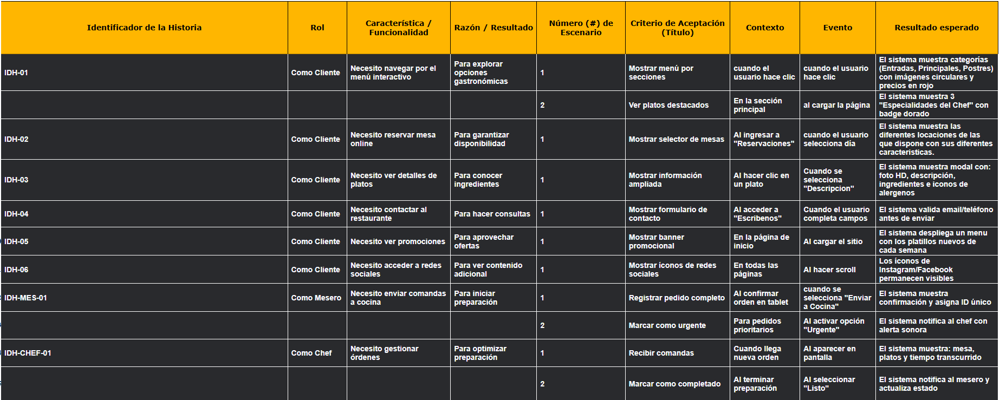 Identificador de la Historia
Rol
Característica /
Funcionalidad
Razón / Resultado
Número (#) de
Escenario
Criterio de Aceptación
(Título)
Contexto
Evento
Resultado esperado
IDH-01
Como Cliente
Necesito navegar por el
menú interactivo
Para explorar
opciones
gastronómicas
1
Mostrar menú por
secciones
cuando el
usuario hace clic
cuando el usuario
hace clic
El sistema muestra categorías
(Entradas, Principales, Postres)
con imágenes circulares y
precios en rojo
2
Ver platos destacados
En la sección
principal
al cargar la página
El sistema muestra 3
"Especialidades del Chef" con
badge dorado
IDH-02
Como Cliente
Necesito reservar mesa
online
Para garantizar
disponibilidad
1
Mostrar selector de mesas
Al ingresar a
"Reservaciones"
cuando el usuario
selecciona día
El sistema muestra las
diferentes locaciones de las
que dispone con sus diferentes
caracteristicas.
IDH-03
Como Cliente
Necesito ver detalles de
platos
Para conocer
ingredientes
1
Mostrar información
ampliada
Al hacer clic en
un plato
Cuando se
selecciona
"Descripcion"
El sistema muestra modal con:
foto HD, descripción,
ingredientes e iconos de
alergenos
IDH-04
Como Cliente
Necesito contactar al
restaurante
Para hacer consultas
1
Mostrar formulario de
contacto
Al acceder a
"Escribenos"
Cuando el usuario
completa campos
El sistema valida email/teléfono
antes de enviar
IDH-05
Como Cliente
Necesito ver promociones
Para aprovechar
ofertas
1
Mostrar banner
promocional
En la página de
inicio
Al cargar el sitio
El sistema despliega un menu
con los platillos nuevos de
cada semana
IDH-06
Como Cliente
Necesito acceder a redes
sociales
Para ver contenido
adicional
1
Mostrar íconos de redes
sociales
En todas las
páginas
Al hacer scroll
Los íconos de
Instagram/Facebook
permanecen visibles
IDH-MES-01
Como Mesero
Necesito enviar comandas
a cocina
Para iniciar
preparación
1
Registrar pedido completo
Al confirmar
orden en tablet
cuando se
selecciona "Enviar
a Cocina"
El sistema muestra
confirmación y asigna ID único
2
Marcar como urgente
Para pedidos
prioritarios
Al activar opción
"Urgente"
El sistema notifica al chef con
alerta sonora
IDH-CHEF-01
Como Chef
Necesito gestionar
órdenes
Para optimizar
preparación
1
Recibir comandas
Cuando llega
nueva orden
Al aparecer en
pantalla
El sistema muestra: mesa,
platos y tiempo transcurrido
2
Marcar como completado
Al terminar
preparación
Al seleccionar
"Listo"
El sistema notifica al mesero y
actualiza estado